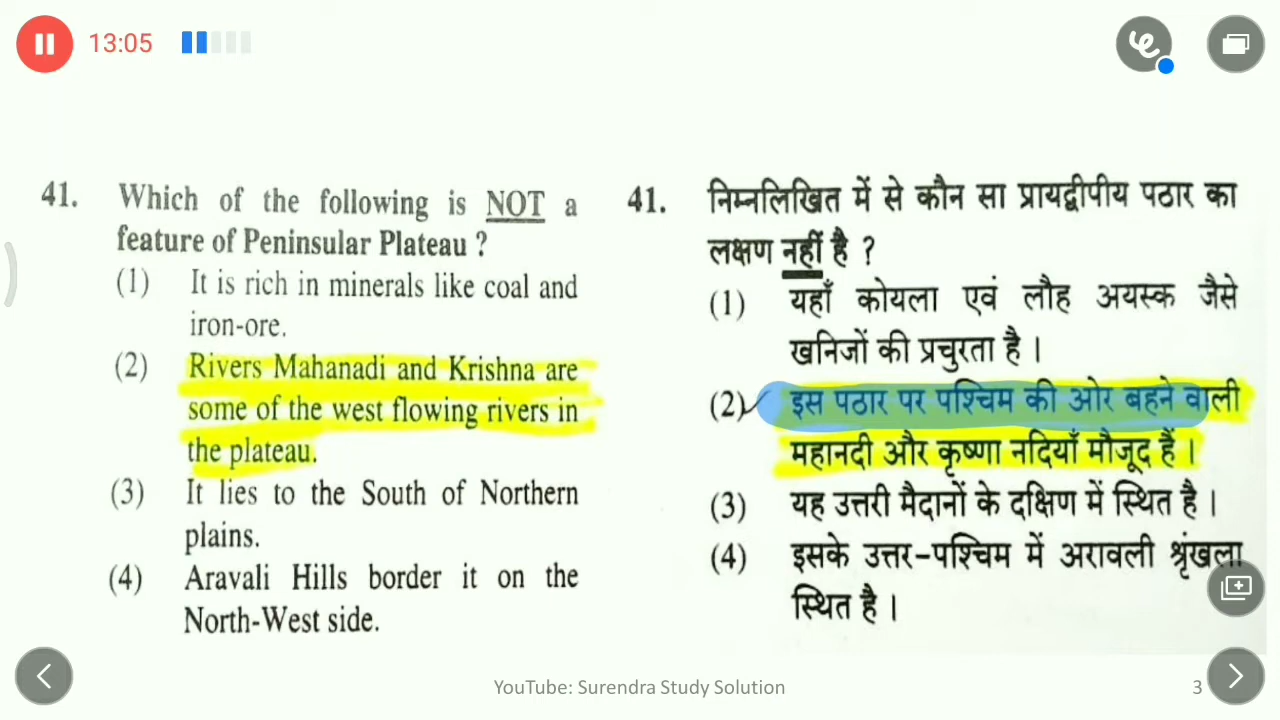 13:05
41. Which of the following is NOT a
feature of Peninsular Plateau ?
(1) It is rich in minerals like coal and
iron-ore.
(2) Rivers Mahanadi and Krishna are
some of the west flowing rivers in
the plateau.
(3) It lies to the South of Northern
plains.
(4) Aravali Hills border it on the
North-West side.
41. निम्नलिखित में से कौन सा प्रायद्वीपीय पठार का
लक्षण नहीं है ?
(1) यहाँ कोयला एवं लौह अयस्क जैसे
खनिजों की प्रचुरता है ।
(2) इस पठार पर पश्चिम की ओर बहने वाली
महानदी और कृष्णा नदियाँ मौजूद हैं ।
(3) यह उत्तरी मैदानों के दक्षिण में स्थित है ।
(4) इसके उत्तर-पश्चिम में अरावली श्रृंखला
स्थित है ।
YouTube: Surendra Study Solution
3